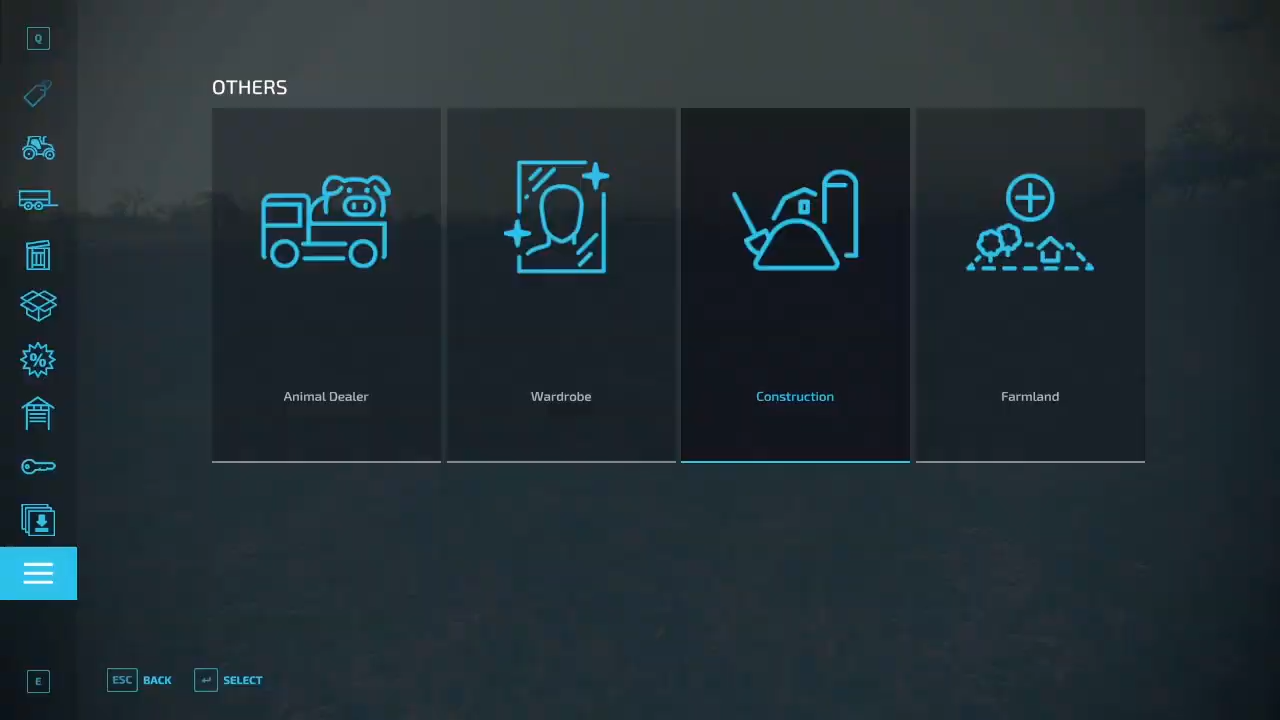 Q
OTHERS
%
Animal Dealer
Wardrobe
Construction
Farmland
E
ESC BACK
SELECT